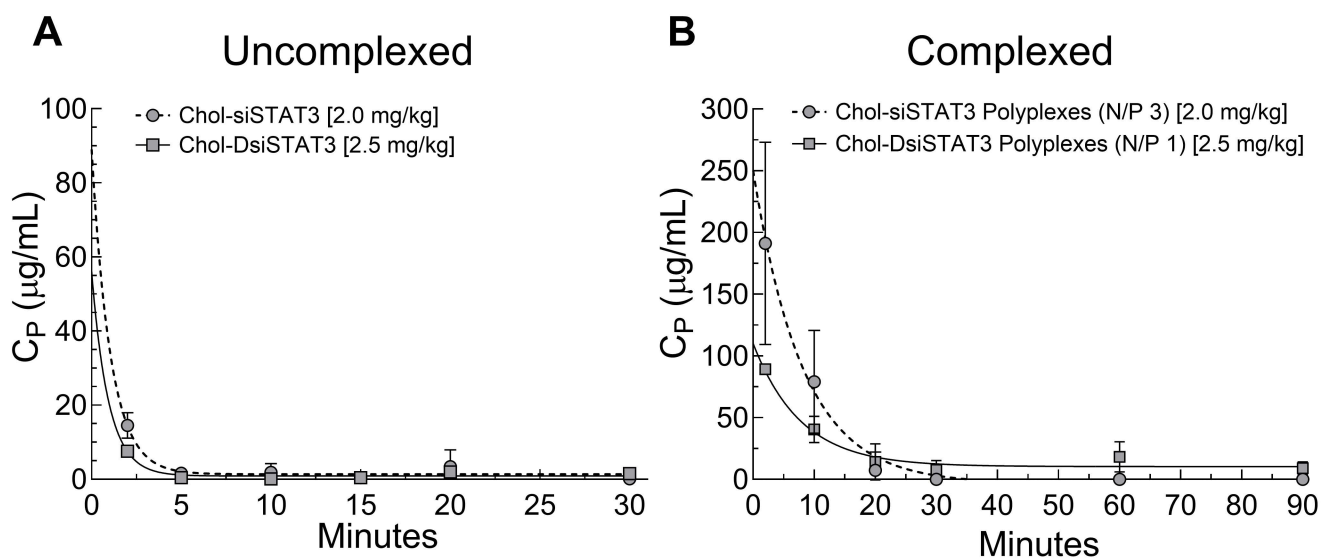 A
Uncomplexed
Chol-siSTAT3 [2.0 mg/kg]
Chol-DsiSTAT3 [2.5 mg/kg]
100
80
60
40
20
0
CP (μg/mL)
0 5 10 15 20 25 30
Minutes
B
Complexed
Chol-siSTAT3 Polyplexes (N/P 3) [2.0 mg/kg]
Chol-DsiSTAT3 Polyplexes (N/P 1) [2.5 mg/kg]
300
250
200
150
100
50
0
CP (μg/mL)
0 10 20 30 40 50 60 70 80 90
Minutes